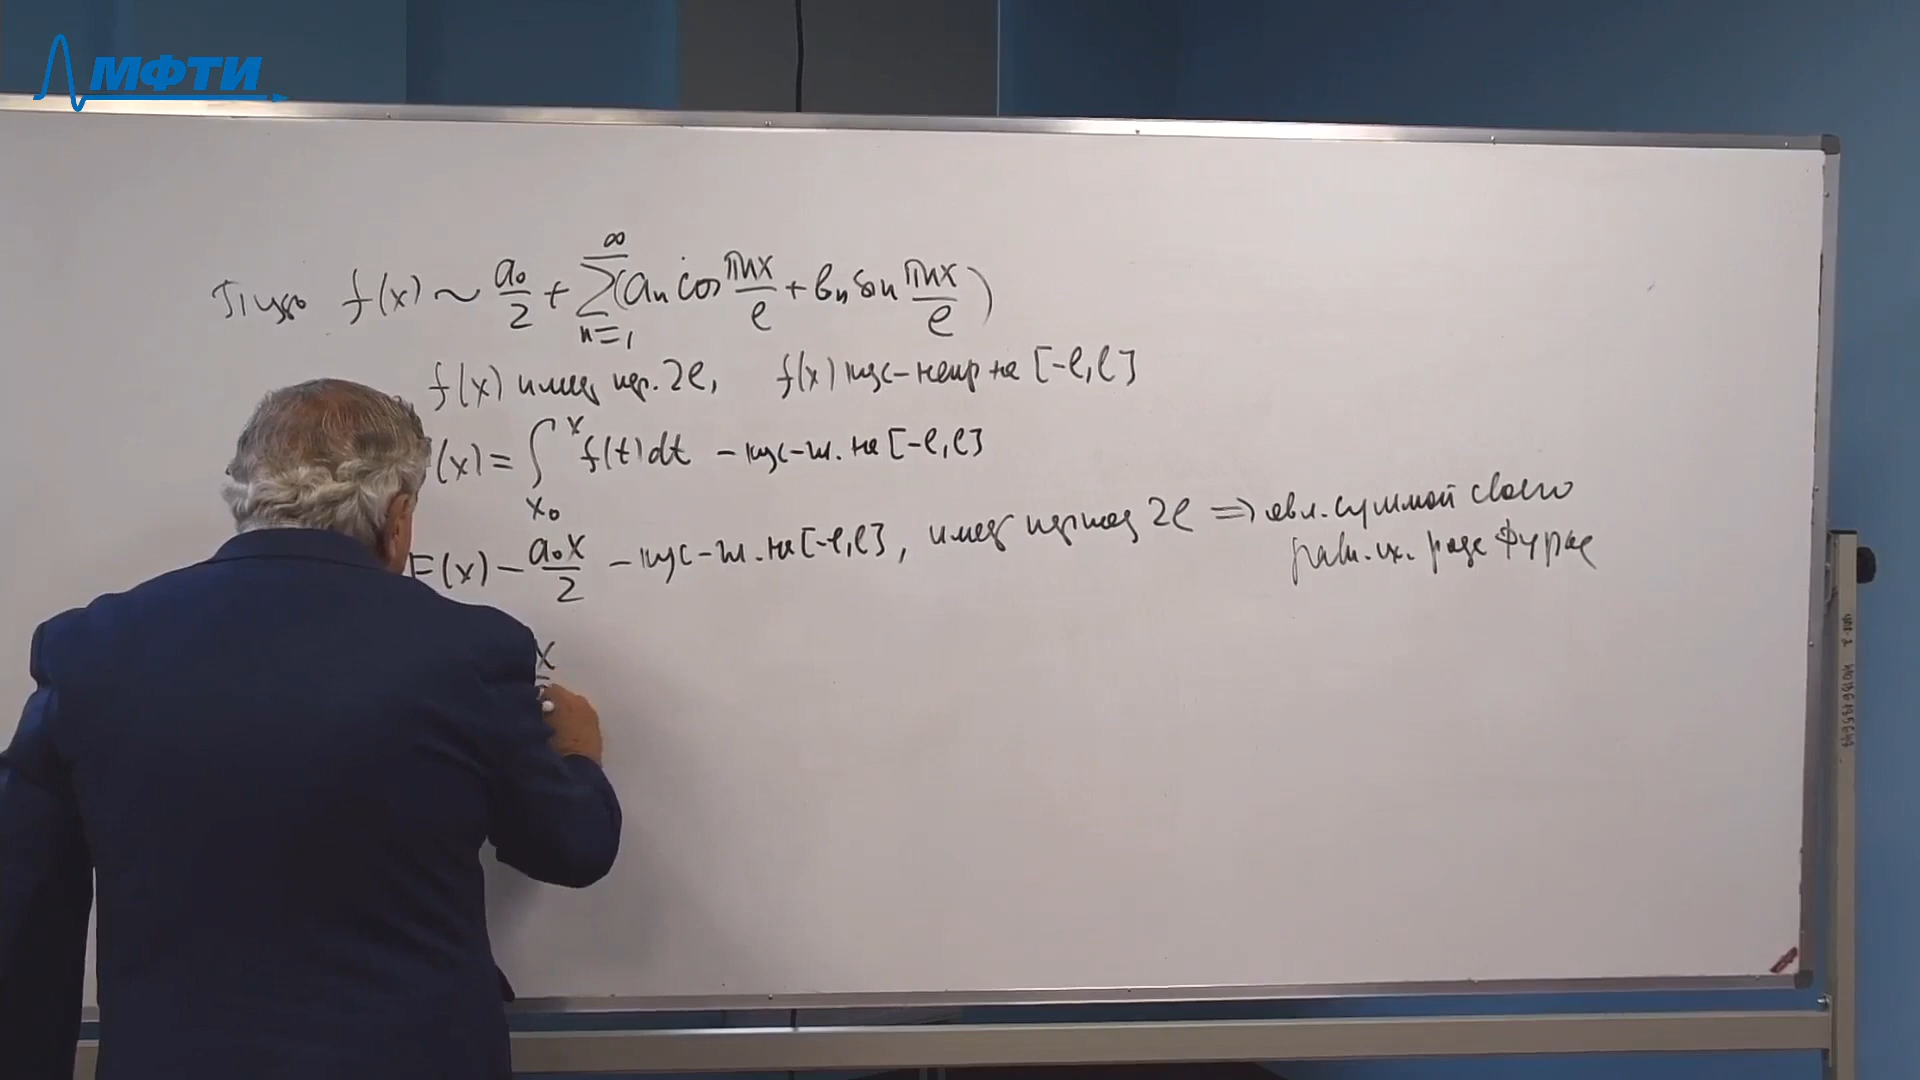 МФТИ
Пусть f(x) ~ a₀/2 + ∑_{n=1}^{∞} (aₙ cos πnx/l + bₙ sin πnx/l)
f(x) имеет пер. 2l, f(x) кус-непр на [-l, l]
(x) = ∫_{x₀}^{x} f(t)dt – кус-гл. на [-l, l]
F(x) – a₀x/2 – кус-гл. на [-l, l], имеет период 2l ⇒ явл. суммой своего
равн. сх. ряда Фурье
x